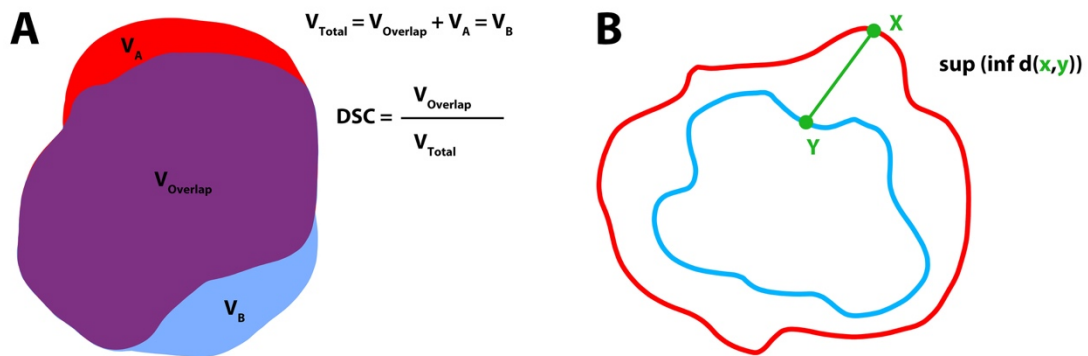 A
V_A
V_Total = V_Overlap + V_A = V_B
DSC = V_Overlap / V_Total
V_Overlap
V_B
B
X
sup (inf d(x,y))
Y